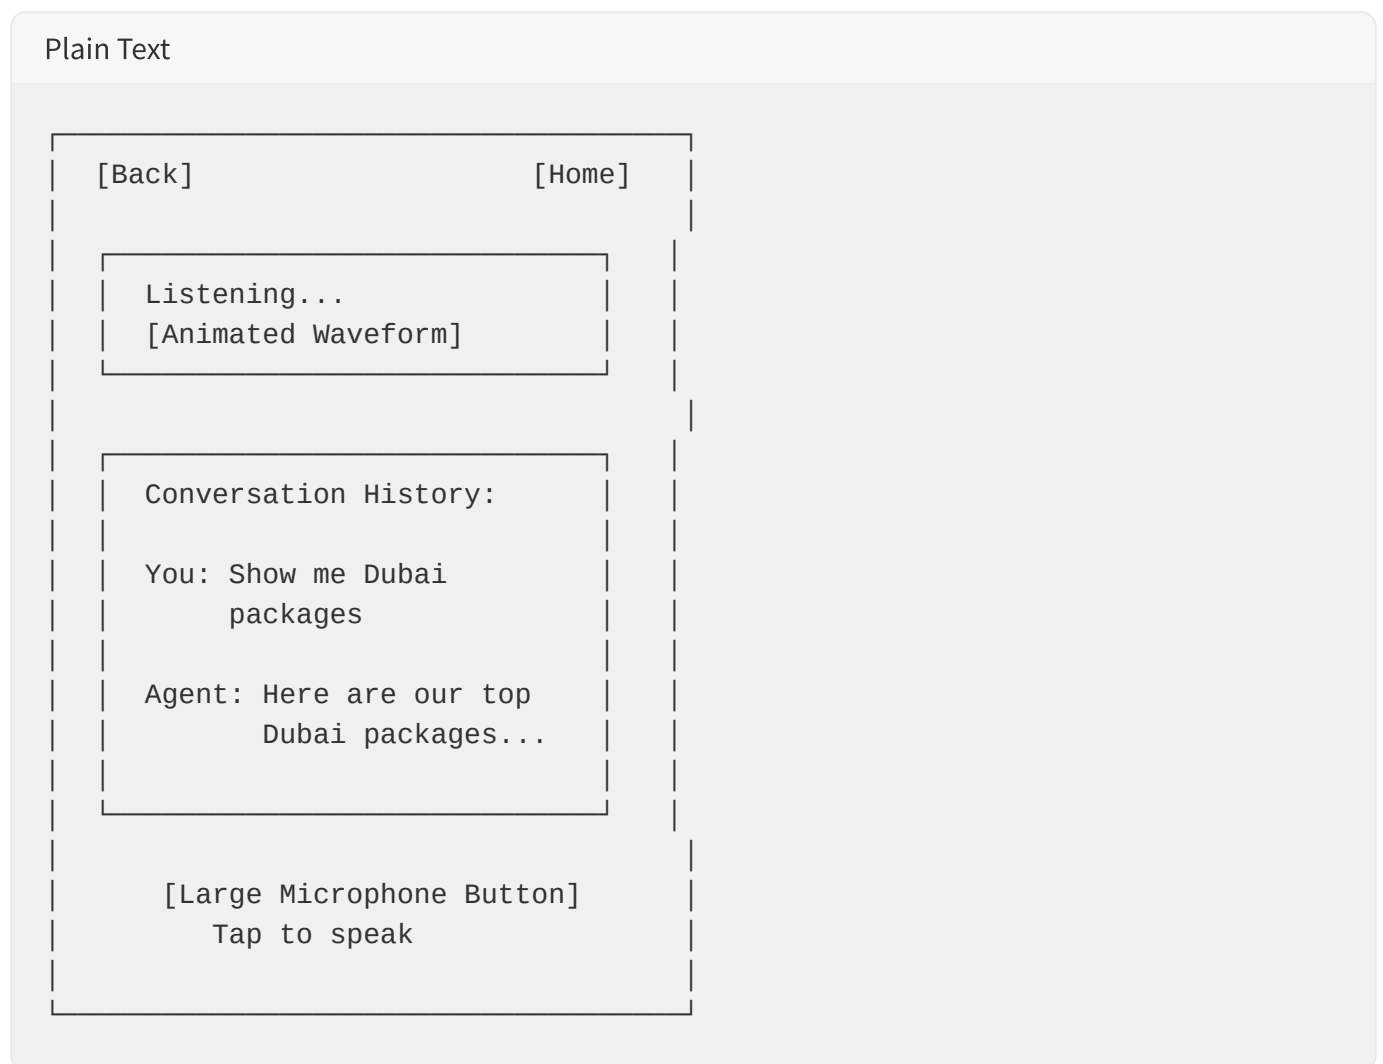 Plain Text
[Back] [Home]
Listening...
[Animated Waveform]
Conversation History:
You: Show me Dubai
packages
Agent: Here are our top
Dubai packages...
[Large Microphone Button]
Tap to speak